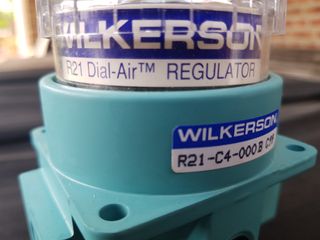 WILKERSON
R21 Dial-Air™ REGULATOR
WILKERSON
R21-C4-000B